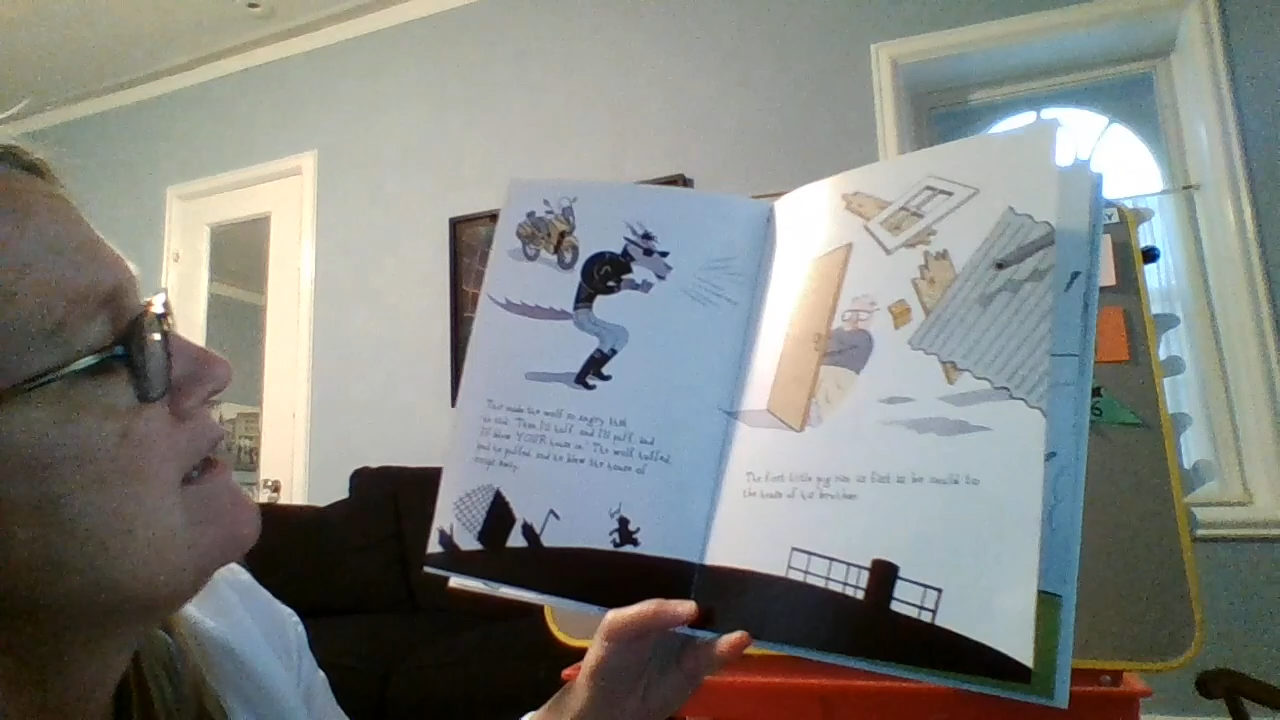 This made the wolf so angry that
he said, Then I'll huff and I'll puff and
I'll blow YOUR house in." The wolf huffed
and he puffed and he blew the house of
away.
The first little pig ran as fast as he could to
the house of his brother.
Y
6